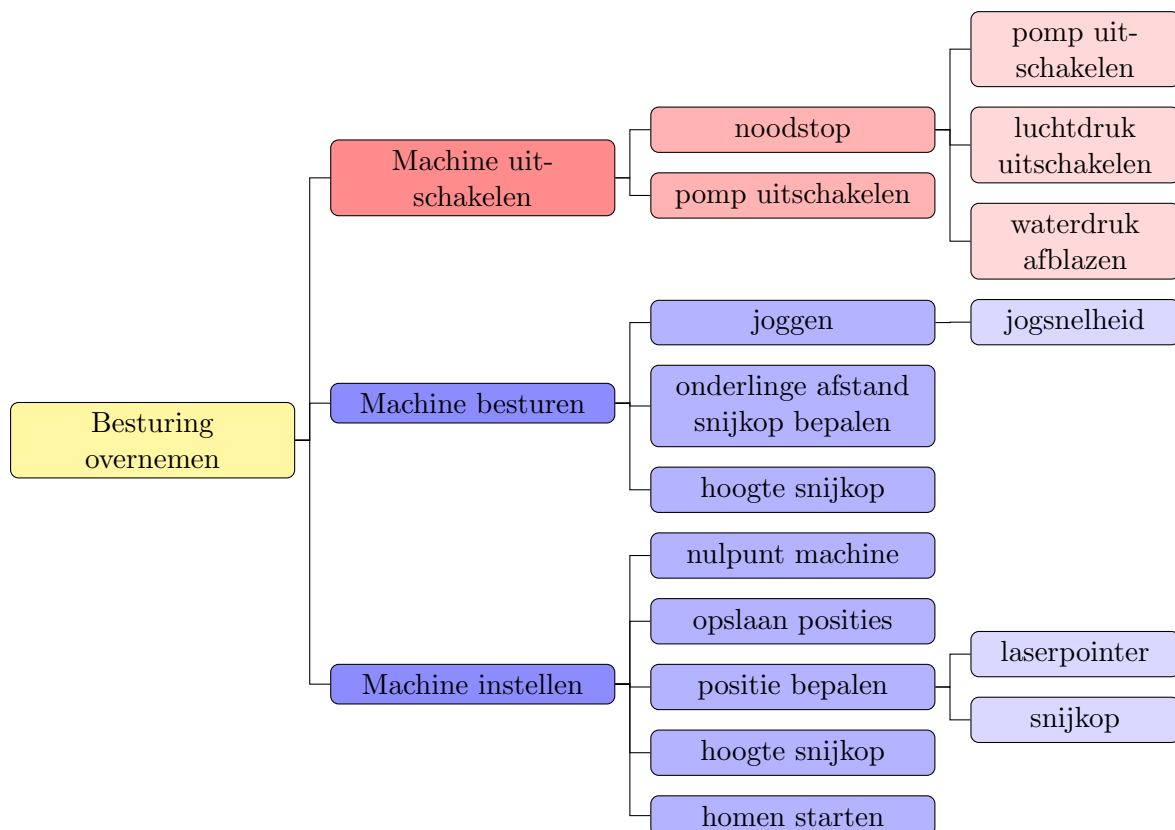 Besturing
overnemen
Machine uit-
schakelen
noodstop
pomp uit-
schakelen
luchtdruk
uitschakelen
waterdruk
afblazen
pomp uitschakelen
Machine besturen
joggen
jogsnelheid
onderlinge afstand
snijkop bepalen
hoogte snijkop
Machine instellen
nulpunt machine
opslaan posities
positie bepalen
laserpointer
snijkop
hoogte snijkop
homen starten